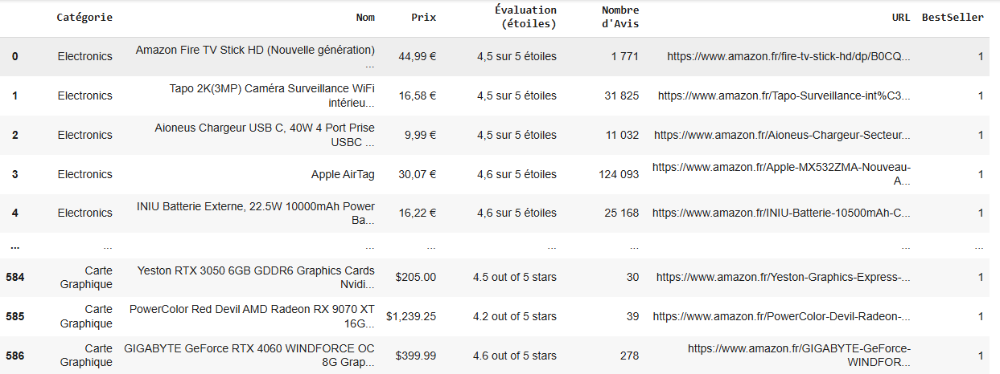 Catégorie Nom Prix Évaluation (étoiles) Nombre d'Avis URL BestSeller
0 Electronics Amazon Fire TV Stick HD (Nouvelle génération) ... 44,99 € 4,5 sur 5 étoiles 1 771 https://www.amazon.fr/fire-tv-stick-hd/dp/B0CQ... 1
1 Electronics Tapo 2K(3MP) Caméra Surveillance WiFi intérieu... 16,58 € 4,5 sur 5 étoiles 31 825 https://www.amazon.fr/Tapo-Surveillance-int%C3... 1
2 Electronics Aioneus Chargeur USB C, 40W 4 Port Prise USBC ... 9,99 € 4,5 sur 5 étoiles 11 032 https://www.amazon.fr/Aioneus-Chargeur-Secteur... 1
3 Electronics Apple AirTag 30,07 € 4,6 sur 5 étoiles 124 093 https://www.amazon.fr/Apple-MX532ZMA-Nouveau-A... 1
4 Electronics INIU Batterie Externe, 22.5W 10000mAh Power Ba... 16,22 € 4,6 sur 5 étoiles 25 168 https://www.amazon.fr/INIU-Batterie-10500mAh-C... 1
... ... ... ... ... ... ... ...
584 Carte Graphique Yeston RTX 3050 6GB GDDR6 Graphics Cards Nvidi... $205.00 4.5 out of 5 stars 30 https://www.amazon.fr/Yeston-Graphics-Express-... 1
585 Carte Graphique PowerColor Red Devil AMD Radeon RX 9070 XT 16G... $1,239.25 4.2 out of 5 stars 39 https://www.amazon.fr/PowerColor-Devil-Radeon-... 1
586 Carte Graphique GIGABYTE GeForce RTX 4060 WINDFORCE OC 8G Grap... $399.99 4.6 out of 5 stars 278 https://www.amazon.fr/GIGABYTE-GeForce-WINDFOR... 1